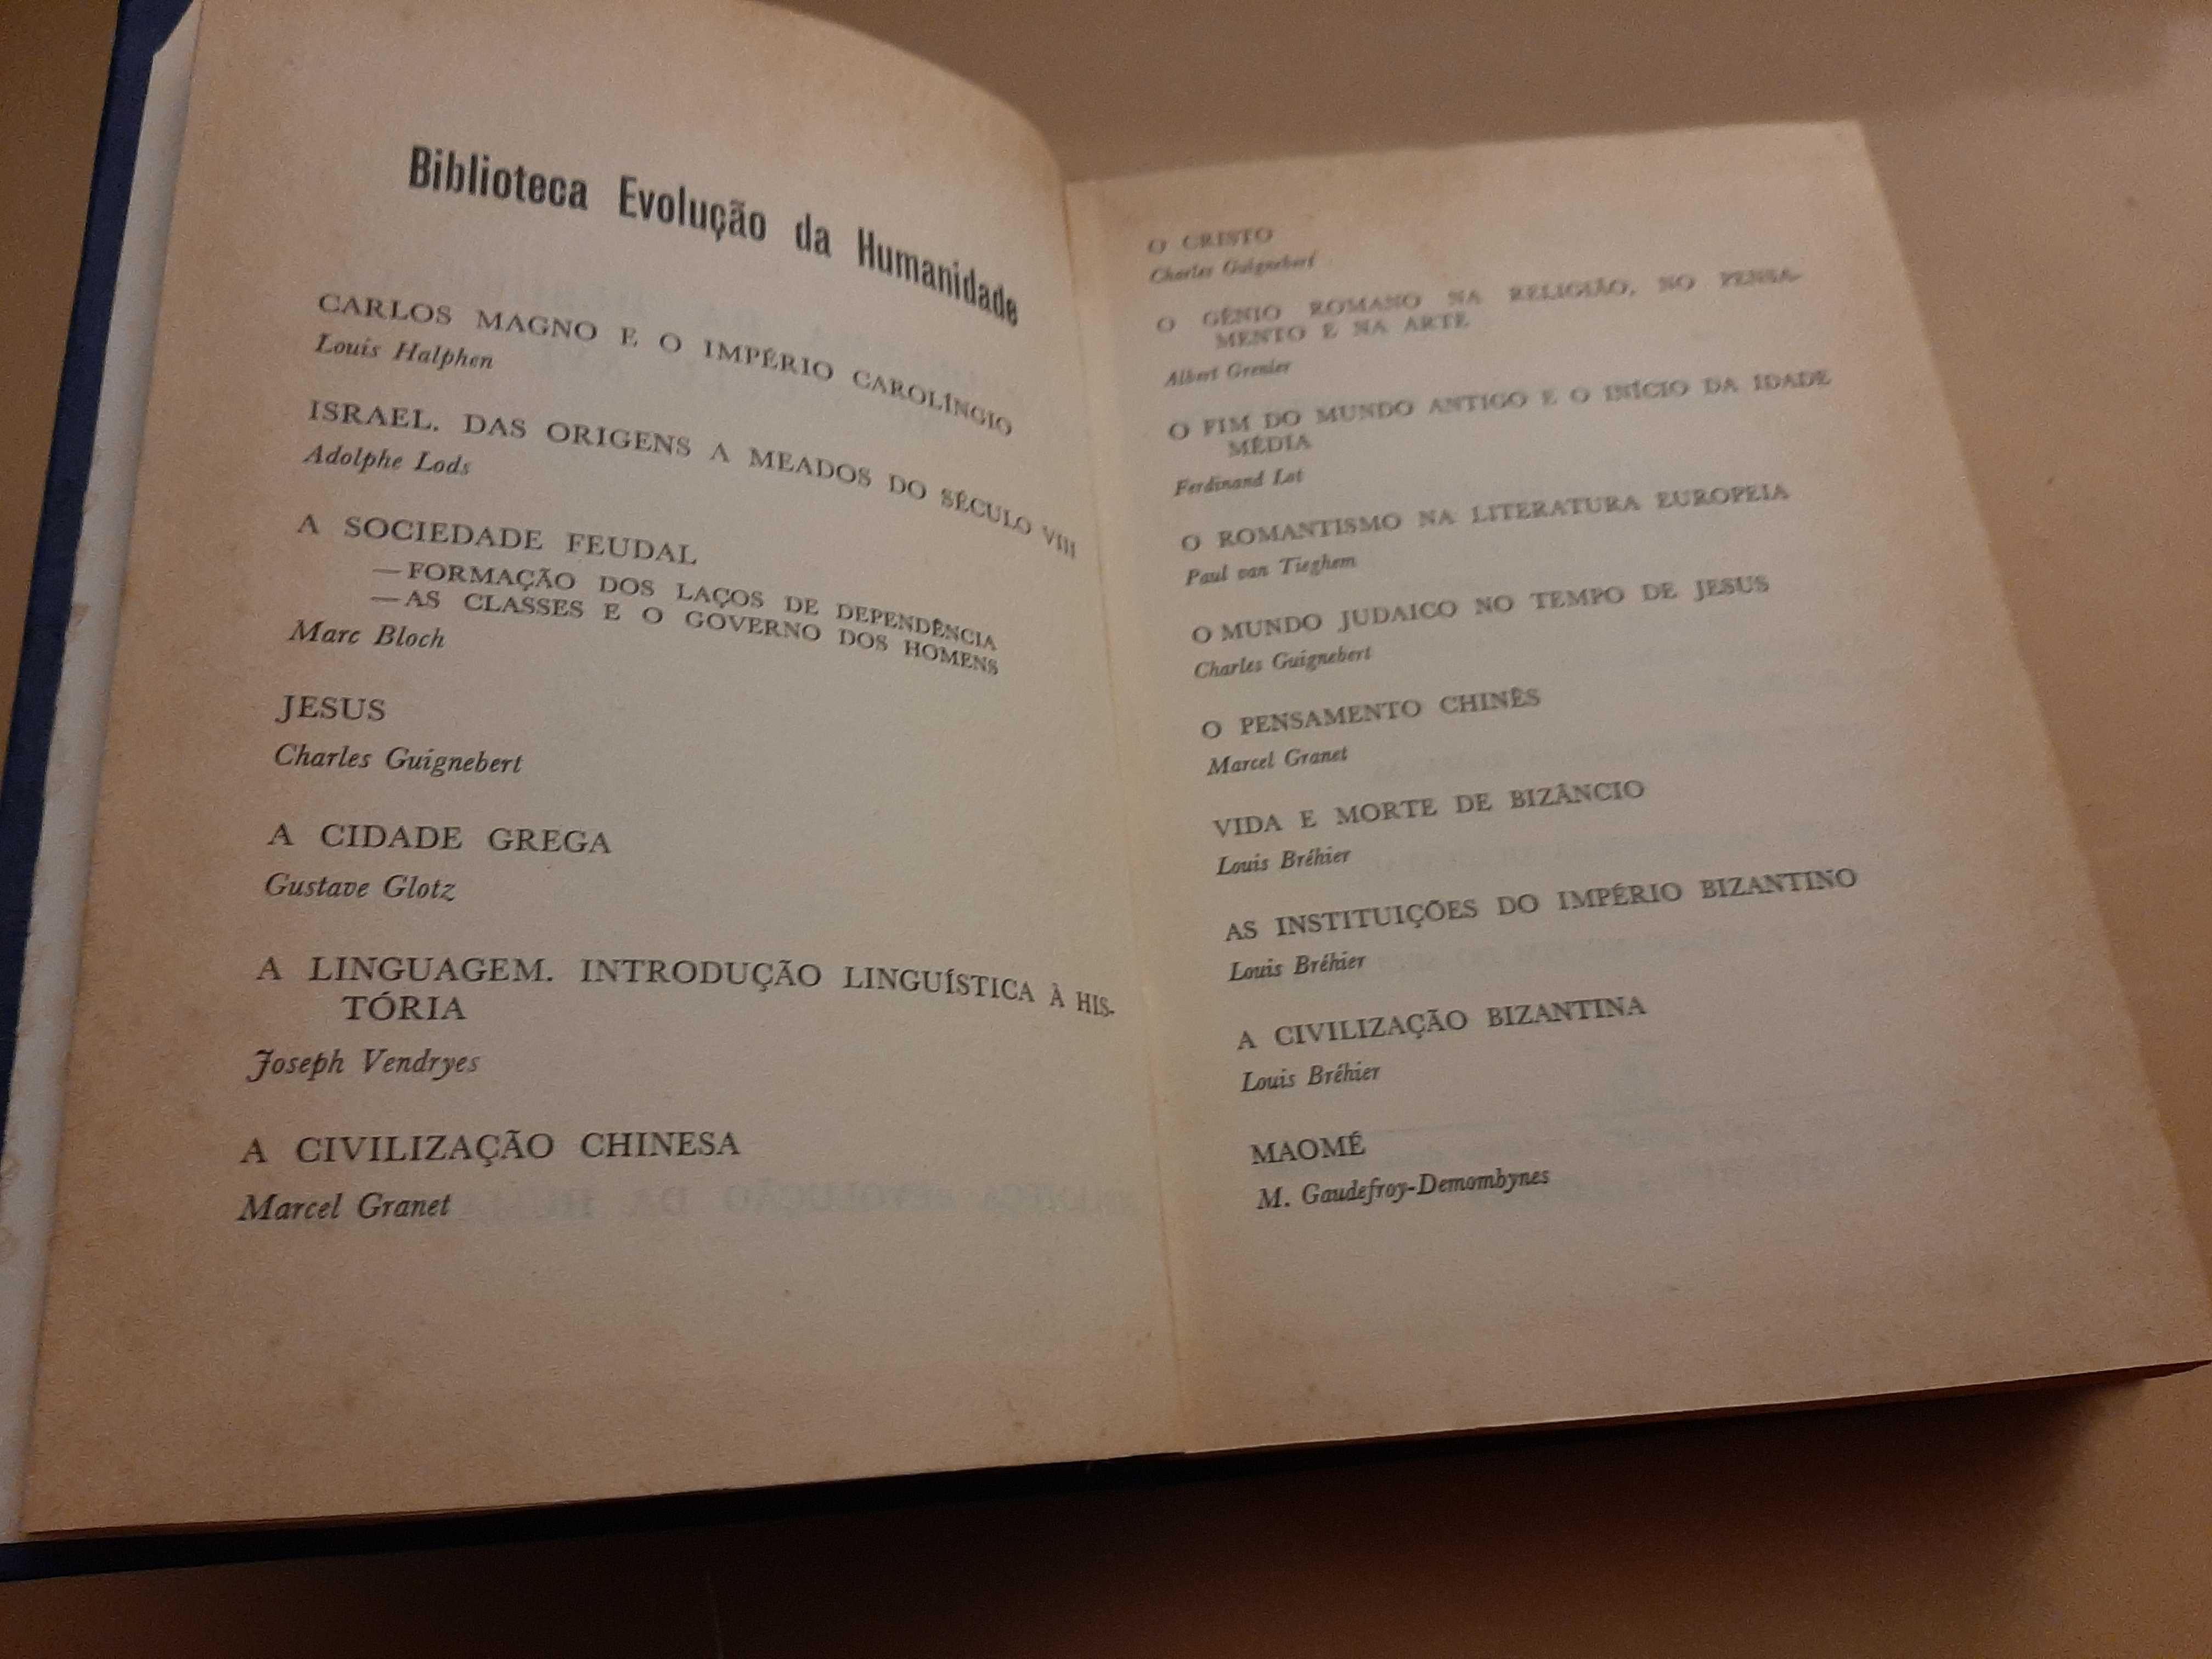 Biblioteca Evolução da Humanidade
CARLOS MAGNO E O IMPÉRIO CAROLÍNGIO
Louis Halphen
ISRAEL. DAS ORIGENS A MEADOS DO SÉCULO VIII
Adolphe Lods
A SOCIEDADE FEUDAL
—FORMAÇÃO DOS LAÇOS DE DEPENDÊNCIA
—AS CLASSES E O GOVERNO DOS HOMENS
Marc Bloch
JESUS
Charles Guignebert
A CIDADE GREGA
Gustave Glotz
A LINGUAGEM. INTRODUÇÃO LINGUÍSTICA À HIS-
TÓRIA
Joseph Vendryes
A CIVILIZAÇÃO CHINESA
Marcel Granet
O CRISTO
Charles Guignebert
O GÉNIO ROMANO NA RELIGIÃO, NO PENSA-
MENTO E NA ARTE
Albert Grenier
O FIM DO MUNDO ANTIGO E O INÍCIO DA IDADE
MÉDIA
Ferdinand Lot
O ROMANTISMO NA LITERATURA EUROPEIA
Paul van Tieghem
O MUNDO JUDAICO NO TEMPO DE JESUS
Charles Guignebert
O PENSAMENTO CHINÊS
Marcel Granet
VIDA E MORTE DE BIZÂNCIO
Louis Bréhier
AS INSTITUIÇÕES DO IMPÉRIO BIZANTINO
Louis Bréhier
A CIVILIZAÇÃO BIZANTINA
Louis Bréhier
MAOMÉ
M. Gaudefroy-Demombynes